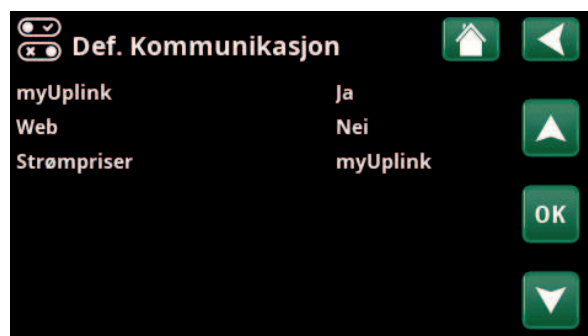 Def. Kommunikasjon
myUplink Ja
Web Nei
Strømpriser myUplink
OK